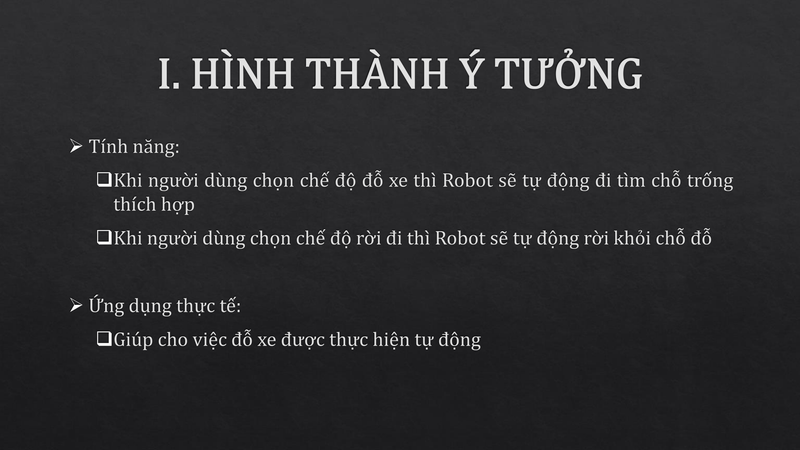 I. HÌNH THÀNH Ý TƯỞNG
➢ Tính năng:
❑Khi người dùng chọn chế độ đỗ xe thì Robot sẽ tự động đi tìm chỗ trống
thích hợp
❑Khi người dùng chọn chế độ rời đi thì Robot sẽ tự động rời khỏi chỗ đỗ
➢ Ứng dụng thực tế:
❑Giúp cho việc đỗ xe được thực hiện tự động